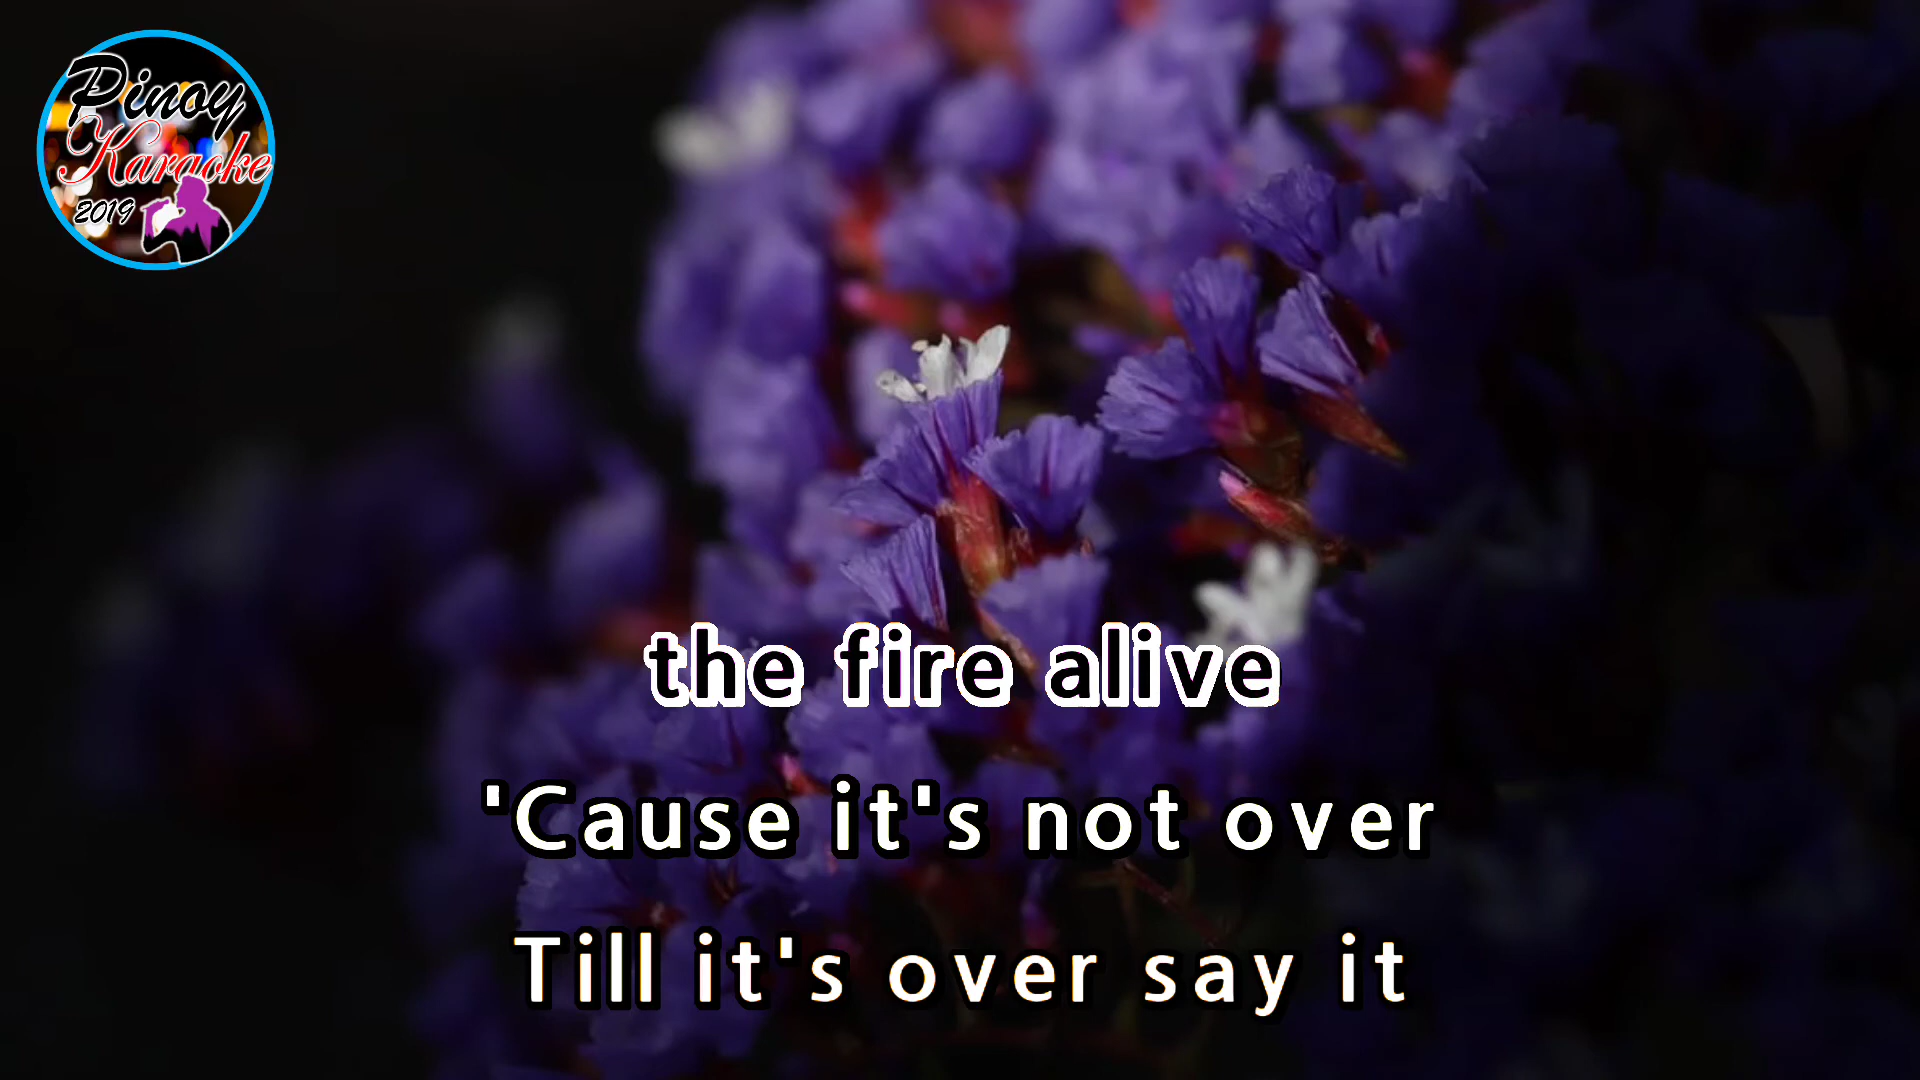 Pinoy
Karaoke
2019
the fire alive
'Cause it's not over
Till it's over say it